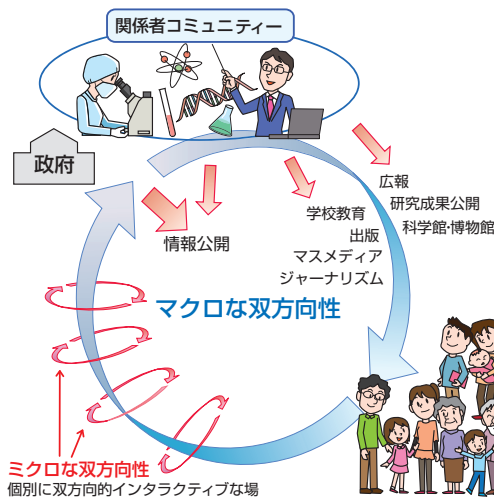 関係者コミュニティー
政府
広報
研究成果公開
科学館・博物館
学校教育
出版
マスメディア
ジャーナリズム
情報公開
マクロな双方向性
ミクロな双方向性
個別に双方向的インタラクティブな場